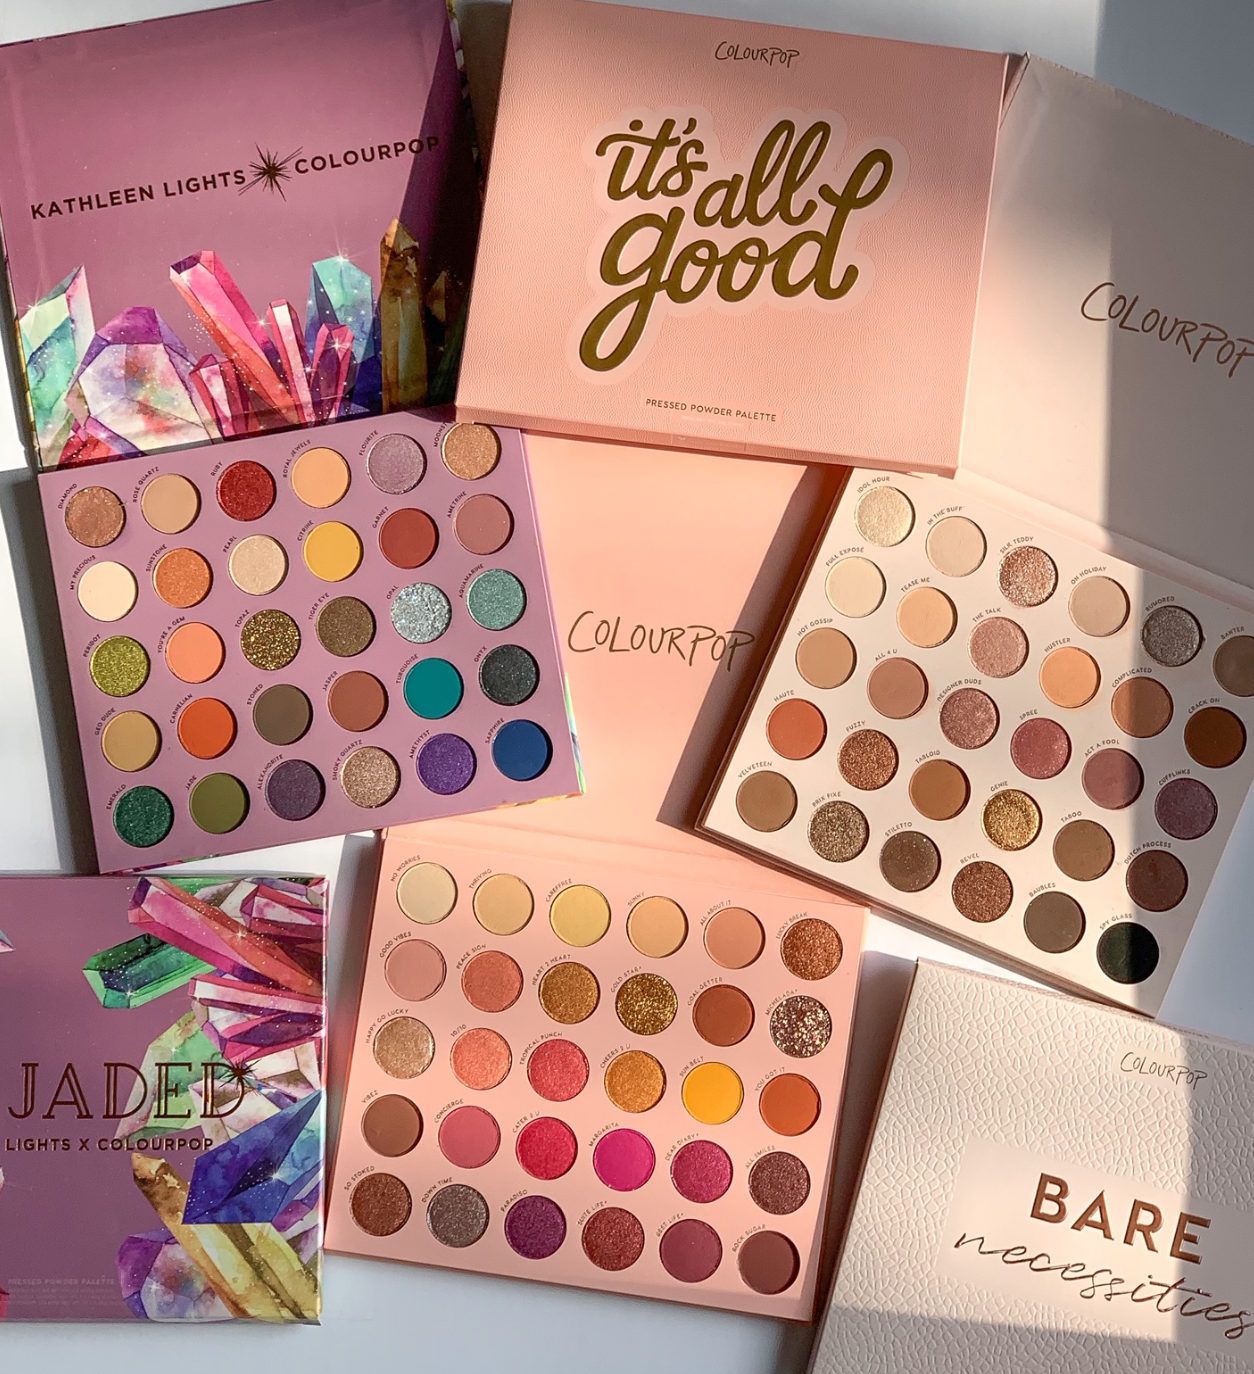 KATHLEEN LIGHTS COLOURPOP
COLOURPOP
it's all
good
PRESSED POWDER PALETTE
COLOURPOP
DIAMOND
ROSE QUARTZ
RUBY
ROYAL JEWELS
FLOURITE
MY PRECIOUS
SUNSTONE
PEARL
CITRINE
GARNET
AMETRINE
PERIDOT
YOU'RE A GEM
TOPAZ
TIGER EYE
OPAL
AQUAMARINE
GEO DUDE
CARNELIAN
STONED
JASPER
TURQUOISE
ONYX
EMERALD
JADE
ALEXANDRITE
SMOKY QUARTZ
AMETHYST
SAPPHIRE
COLOURPOP
IDOL HOUR
IN THE BUFF
SILK TEDDY
OH HOLIDAY
RUMORED
BANTER
FULL EXPOSE
TEASE ME
THE TALK
HUSTLER
COMPLICATED
CRACK ON
HOT GOSSIP
ALL 4 U
DESIGNER DUDS
SPREE
ACT A FOOL
CUFFLINKS
HAUTE
FUZZY
TABLOID
GENIE
TABOO
DUTCH PROCESS
VELVETEEN
PRIX FIXE
STILETTO
REVEL
BAUBLES
SPY GLASS
NO WORRIES
THRIVING
CAREFREE
SUNNY
ALL ABOUT IT
LUCKY BREAK
GOOD VIBES
PEACE SIGN
HEART 2 HEART
GOLD STAR*
GOAL GETTER
MICHELADA*
HAPPY GO LUCKY
10/10
TROPICAL PUNCH
CHEERS 2 U
SUN BELT
YOU GOT IT
VIBEZ
CONCIERGE
CATER 2 U
MARGARITA
DEAR DIARY*
ALL SMILES
SO STOKED
DOWN TIME
PARADISO
SUITE LIFE*
BEST LIFE*
ROCK SUGAR
JADED
LIGHTS X COLOURPOP
PRESSED POWDER PALETTE
COLOURPOP
BARE
necessities